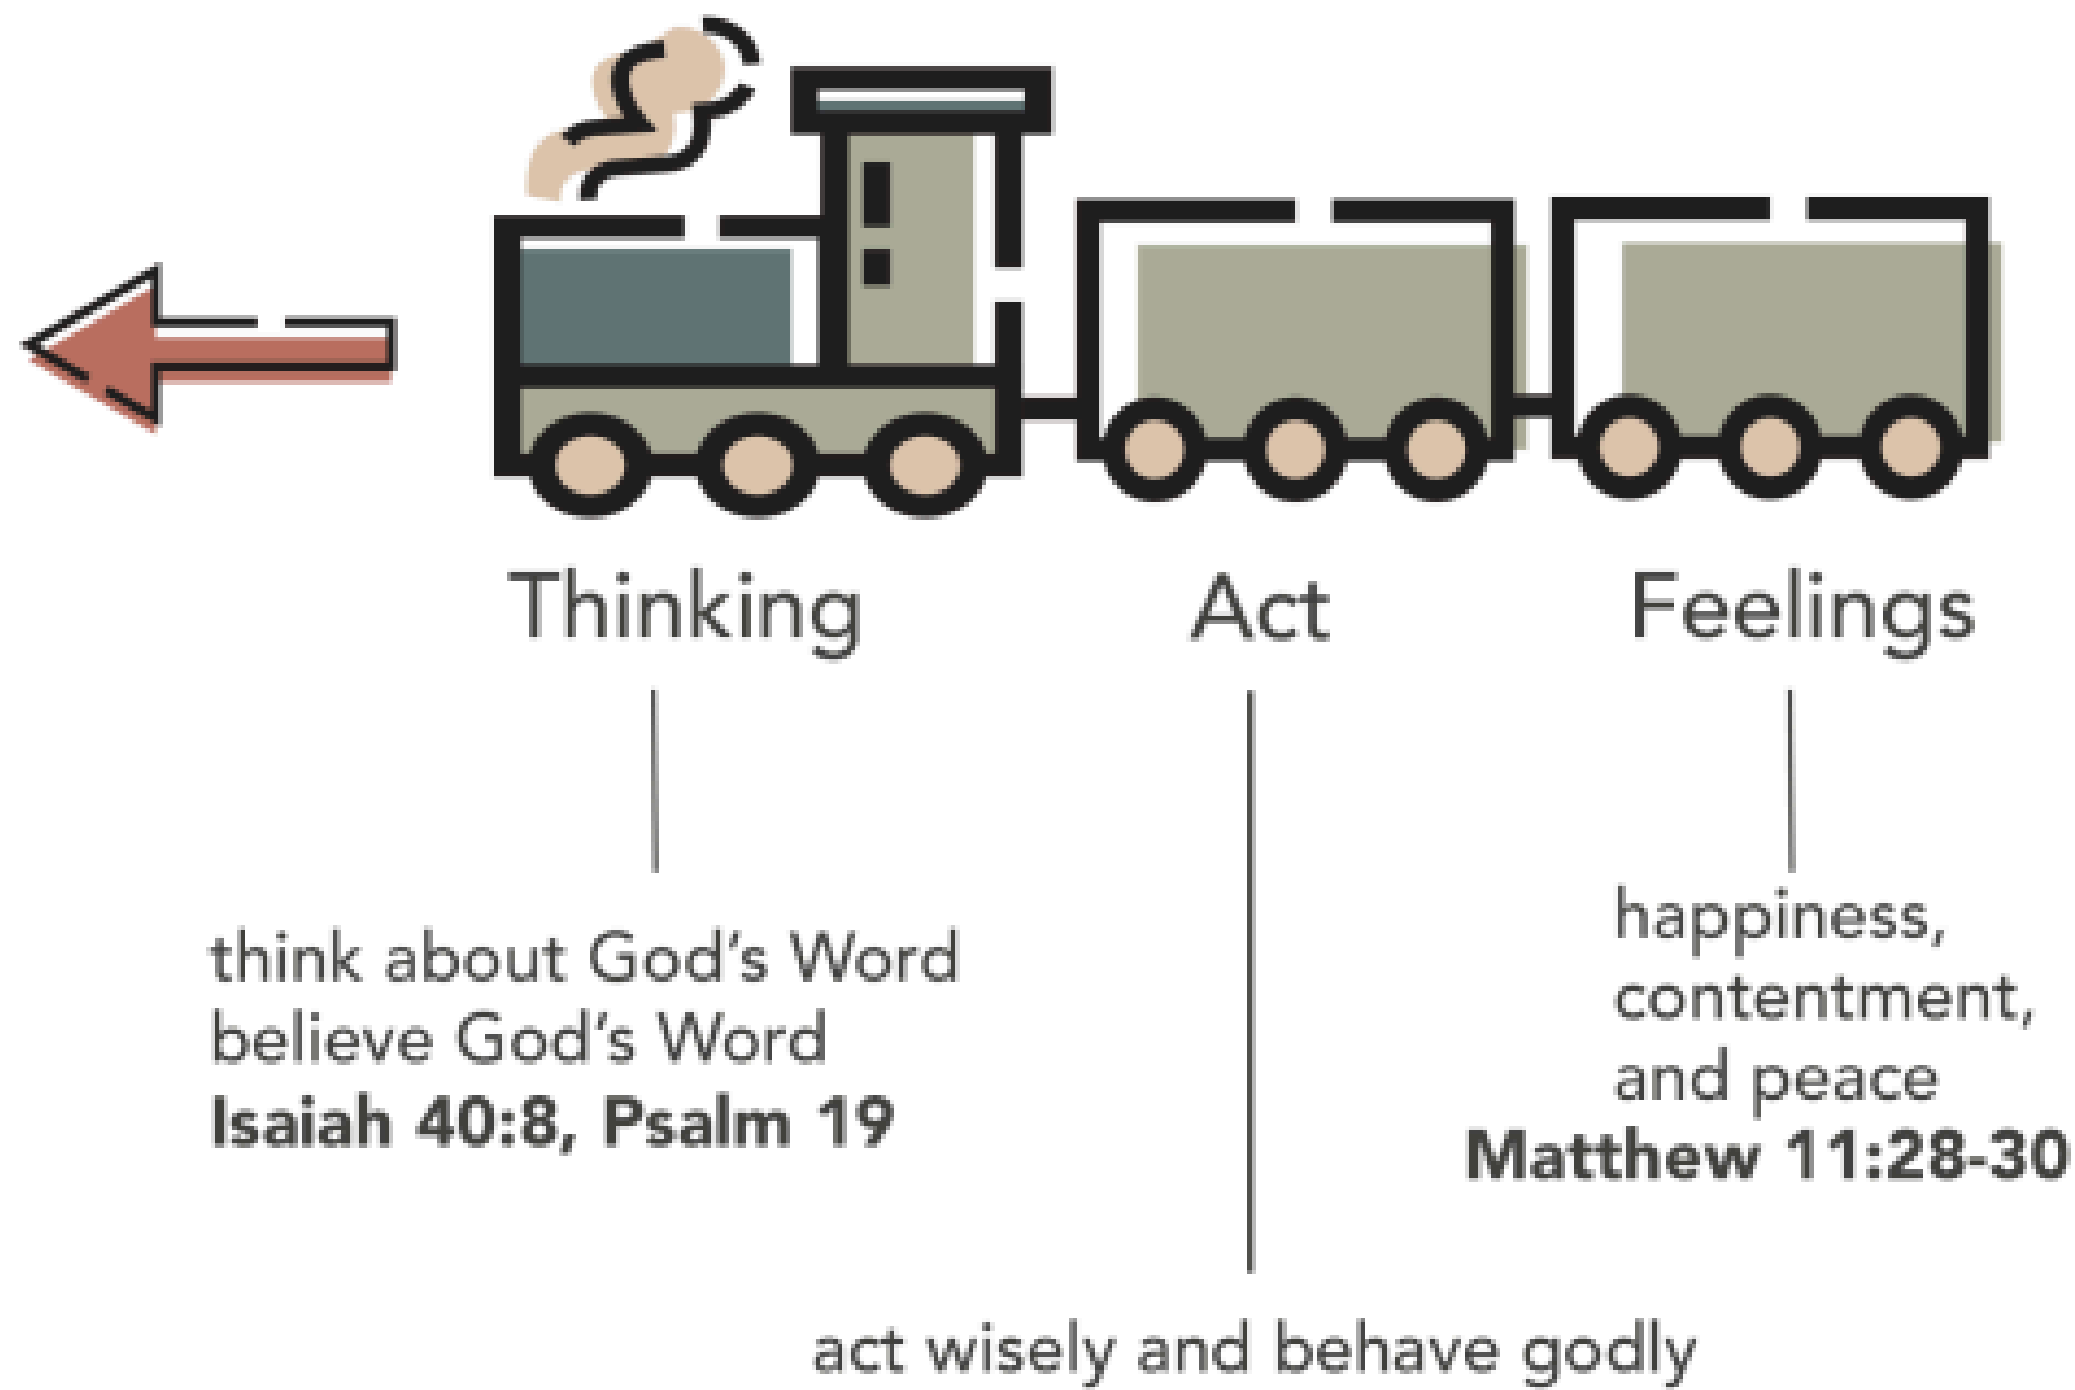 Thinking
Act
Feelings
think about God's Word
believe God's Word
Isaiah 40:8, Psalm 19
happiness,
contentment,
and peace
Matthew 11:28-30
act wisely and behave godly